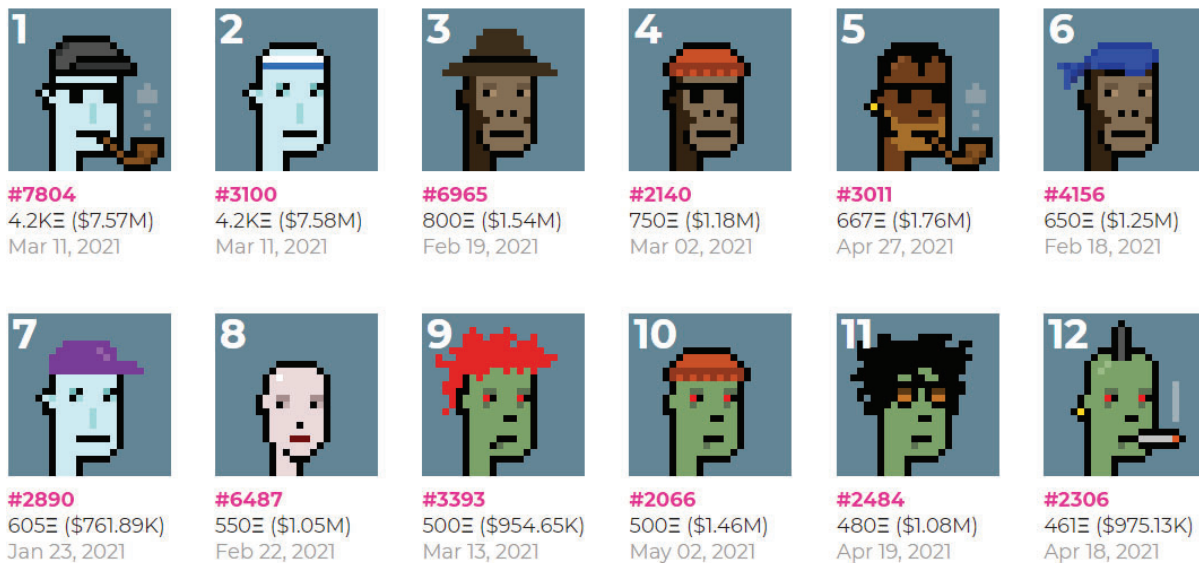 1 2 3 4 5 6
#7804 #3100 #6965 #2140 #3011 #4156
4.2KΞ ($7.57M) 4.2KΞ ($7.58M) 800Ξ ($1.54M) 750Ξ ($1.18M) 667Ξ ($1.76M) 650Ξ ($1.25M)
Mar 11, 2021 Mar 11, 2021 Feb 19, 2021 Mar 02, 2021 Apr 27, 2021 Feb 18, 2021
7 8 9 10 11 12
#2890 #6487 #3393 #2066 #2484 #2306
605Ξ ($761.89K) 550Ξ ($1.05M) 500Ξ ($954.65K) 500Ξ ($1.46M) 480Ξ ($1.08M) 461Ξ ($975.13K)
Jan 23, 2021 Feb 22, 2021 Mar 13, 2021 May 02, 2021 Apr 19, 2021 Apr 18, 2021